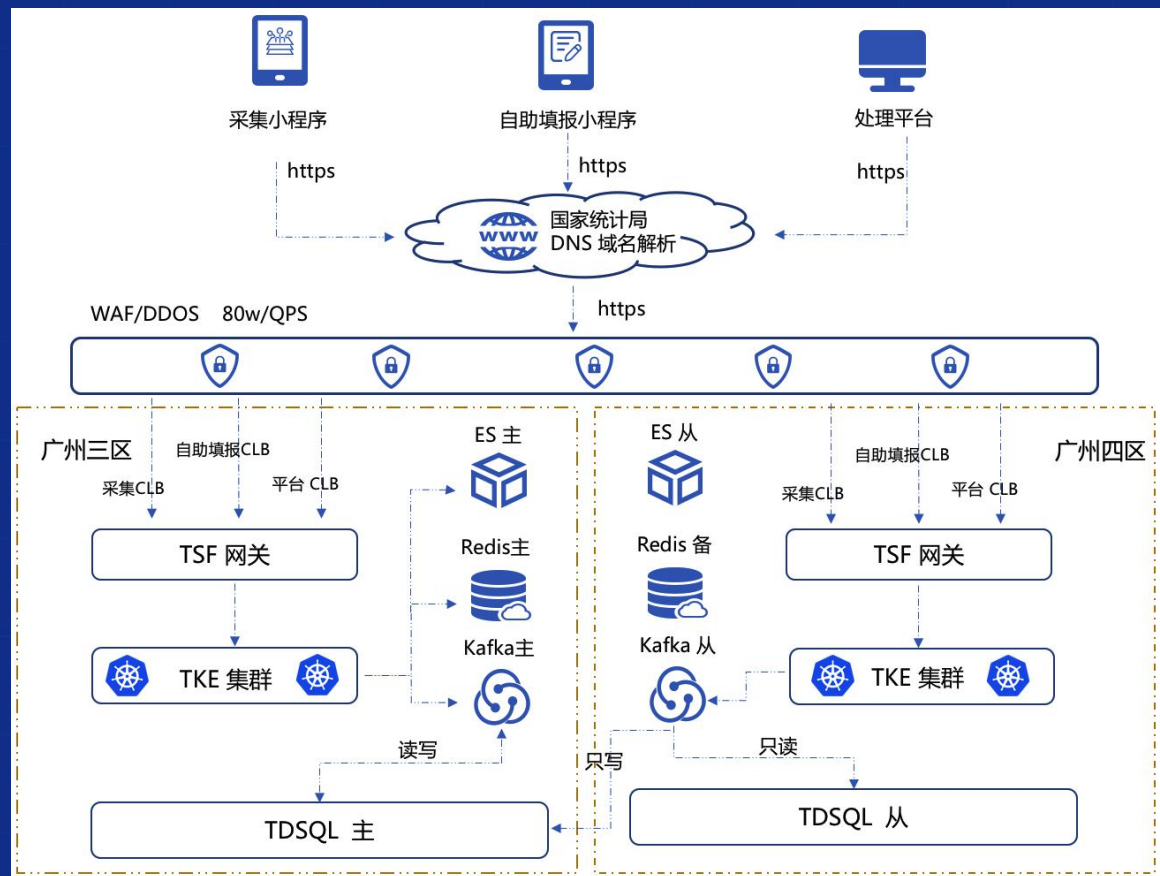 采集小程序
自助填报小程序
处理平台
https
https
https
www
国家统计局
DNS 域名解析
https
WAF/DDOS 80w/QPS
广州三区
采集CLB
自助填报CLB
平台 CLB
TSF 网关
TKE 集群
ES 主
Redis主
Kafka主
读写
TDSQL 主
广州四区
ES 从
Redis 备
Kafka 从
采集CLB
自助填报CLB
平台 CLB
TSF 网关
TKE 集群
只写
只读
TDSQL 从